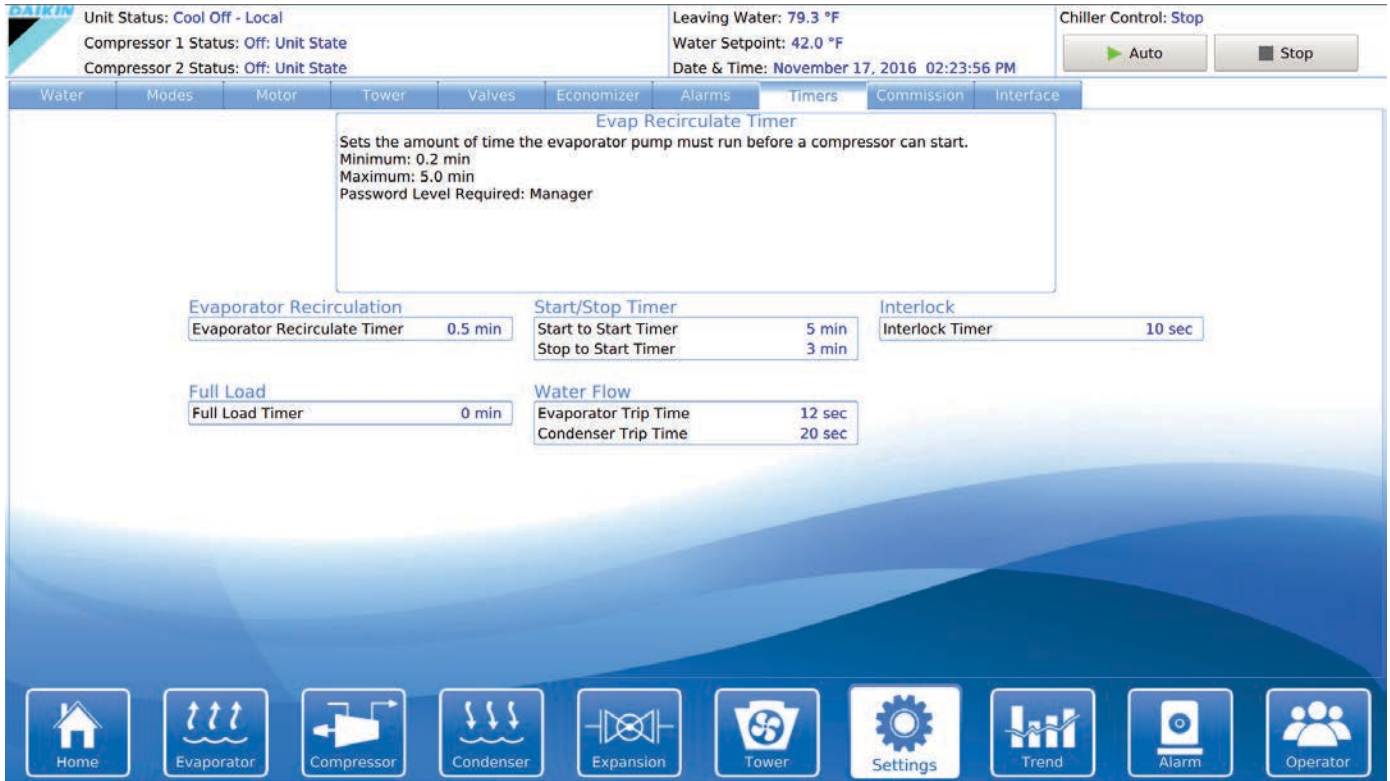 DAIKIN
Unit Status: Cool Off - Local
Compressor 1 Status: Off: Unit State
Compressor 2 Status: Off: Unit State
Leaving Water: 79.3 °F
Water Setpoint: 42.0 °F
Date & Time: November 17, 2016 02:23:56 PM
Chiller Control: Stop
Auto
Stop
Water Modes Motor Tower Valves Economizer Alarms Timers Commission Interface
Evap Recirculate Timer
Sets the amount of time the evaporator pump must run before a compressor can start.
Minimum: 0.2 min
Maximum: 5.0 min
Password Level Required: Manager
Evaporator Recirculation
Evaporator Recirculate Timer 0.5 min
Start/Stop Timer
Start to Start Timer 5 min
Stop to Start Timer 3 min
Interlock
Interlock Timer 10 sec
Full Load
Full Load Timer 0 min
Water Flow
Evaporator Trip Time 12 sec
Condenser Trip Time 20 sec
Home Evaporator Compressor Condenser Expansion Tower Settings Trend Alarm Operator